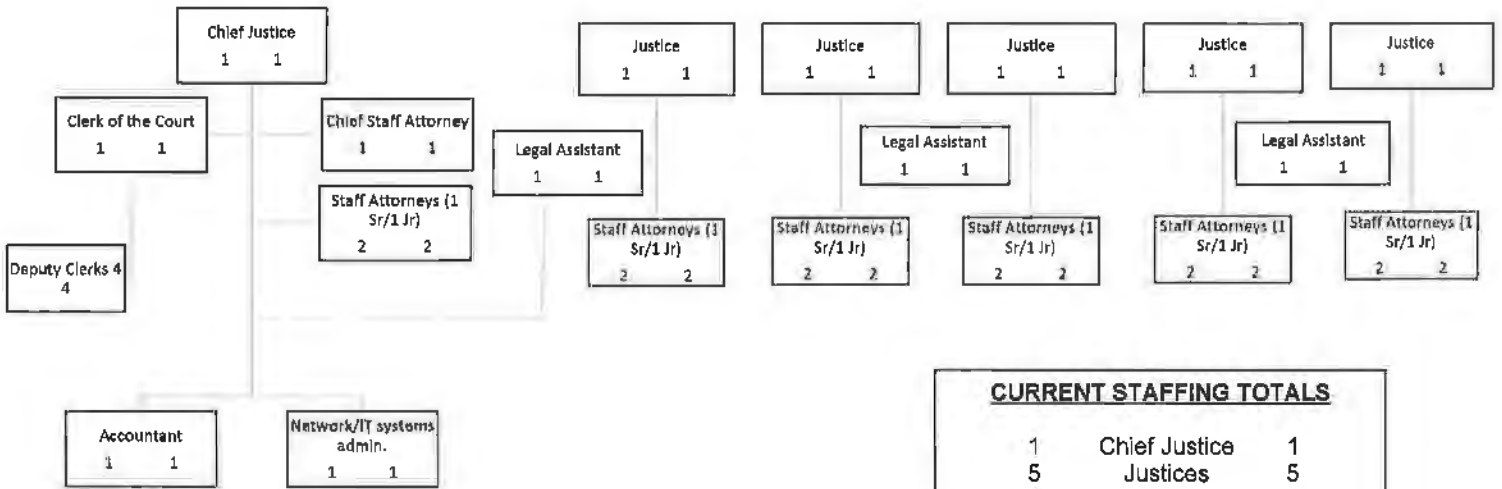 Chief Justice
1 1
Justice
1 1
Justice
1 1
Justice
1 1
Justice
1 1
Justice
1 1
Clerk of the Court
1 1
Chief Staff Attorney
1 1
Legal Assistant
1 1
Legal Assistant
1 1
Legal Assistant
1 1
Staff Attorneys (1
Sr/1 Jr)
2 2
Staff Attorneys (1
Sr/1 Jr)
2 2
Staff Attorneys (1
Sr/1 Jr)
2 2
Staff Attorneys (1
Sr/1 Jr)
2 2
Staff Attorneys (1
Sr/1 Jr)
2 2
Staff Attorneys (1
Sr/1 Jr)
2 2
Deputy Clerks 4
4
Accountant
1 1
Network/IT systems
admin.
1 1
CURRENT STAFFING TOTALS
1 Chief Justice 1
5 Justices 5